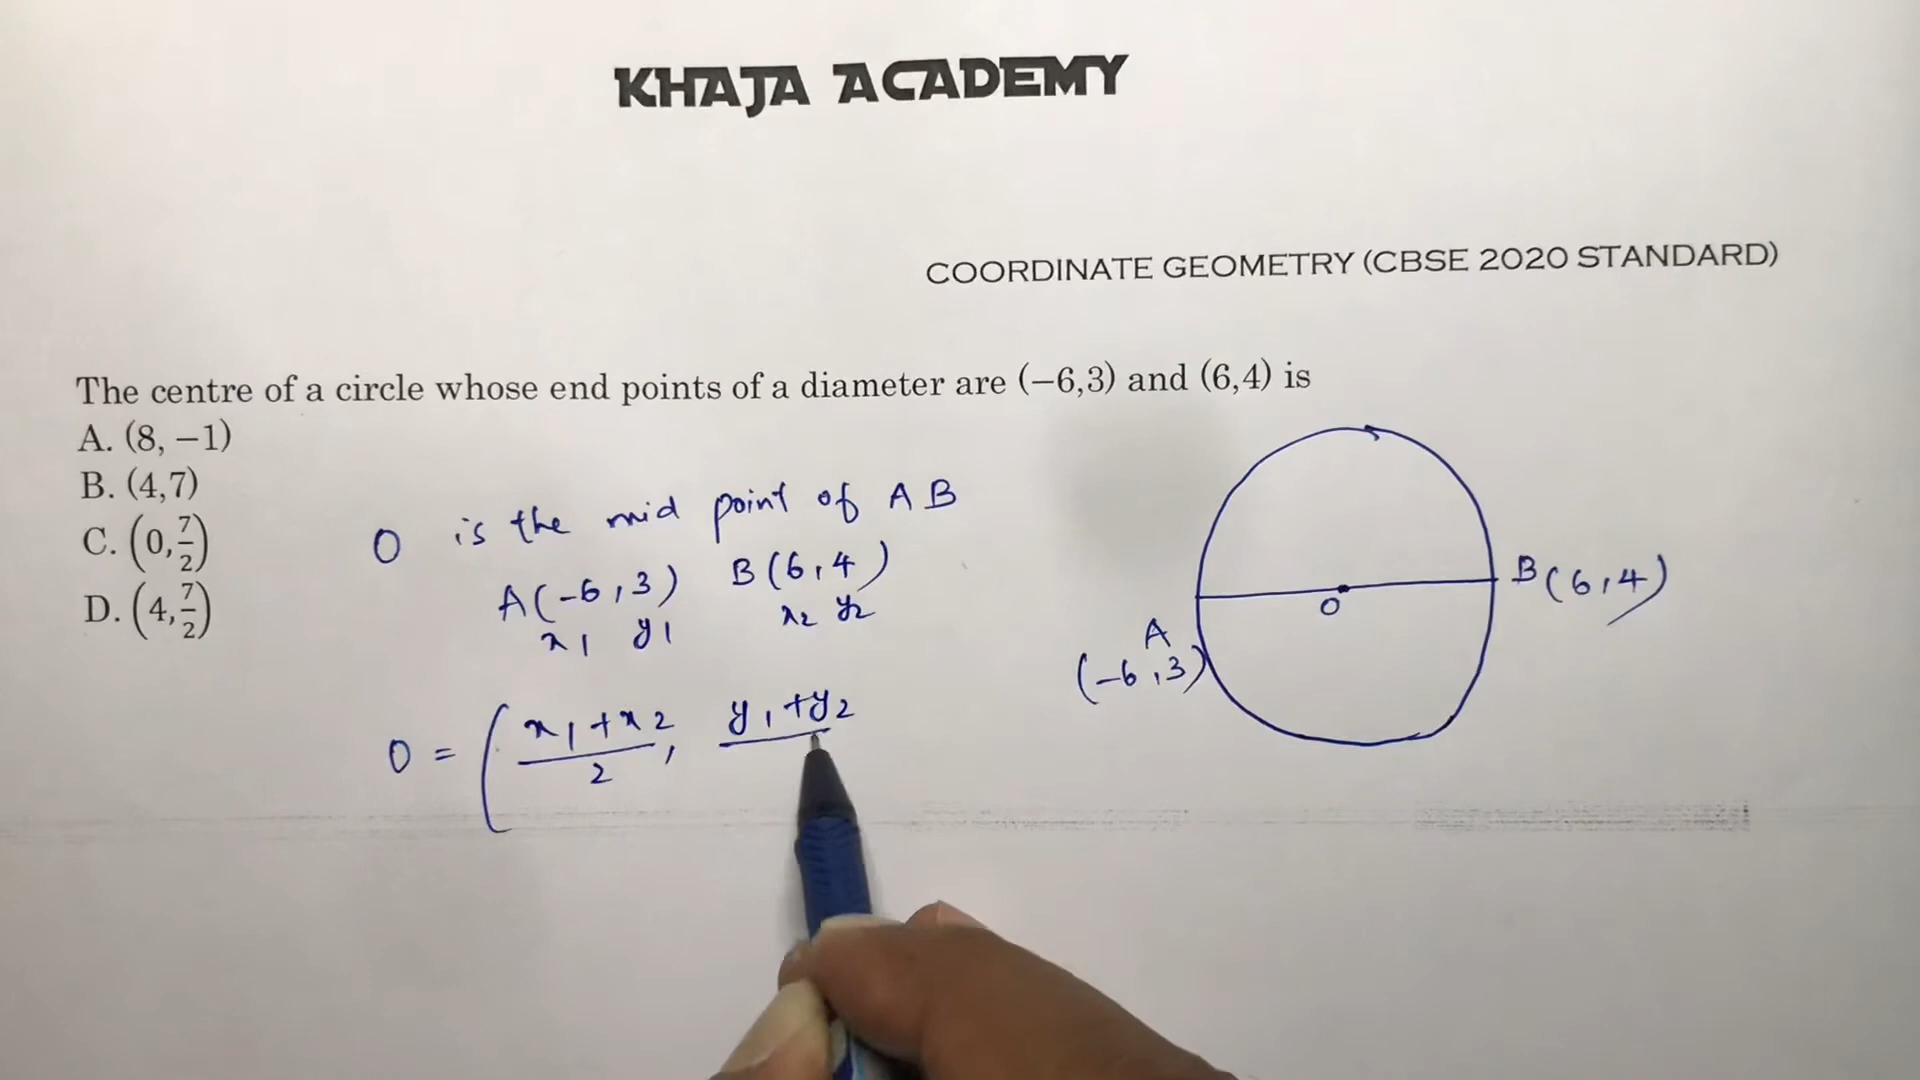 KHAJA ACADEMY
COORDINATE GEOMETRY (CBSE 2020 STANDARD)
The centre of a circle whose end points of a diameter are (−6,3) and (6,4) is
A. (8, −1)
B. (4,7)
C. (0, 7/2)
D. (4, 7/2)
O is the mid point of AB
A(-6,3) B(6,4)
x1 y1 x2 y2
O = ( x1+x2/2, y1+y2
B(6,4)
O
A
(-6,3)